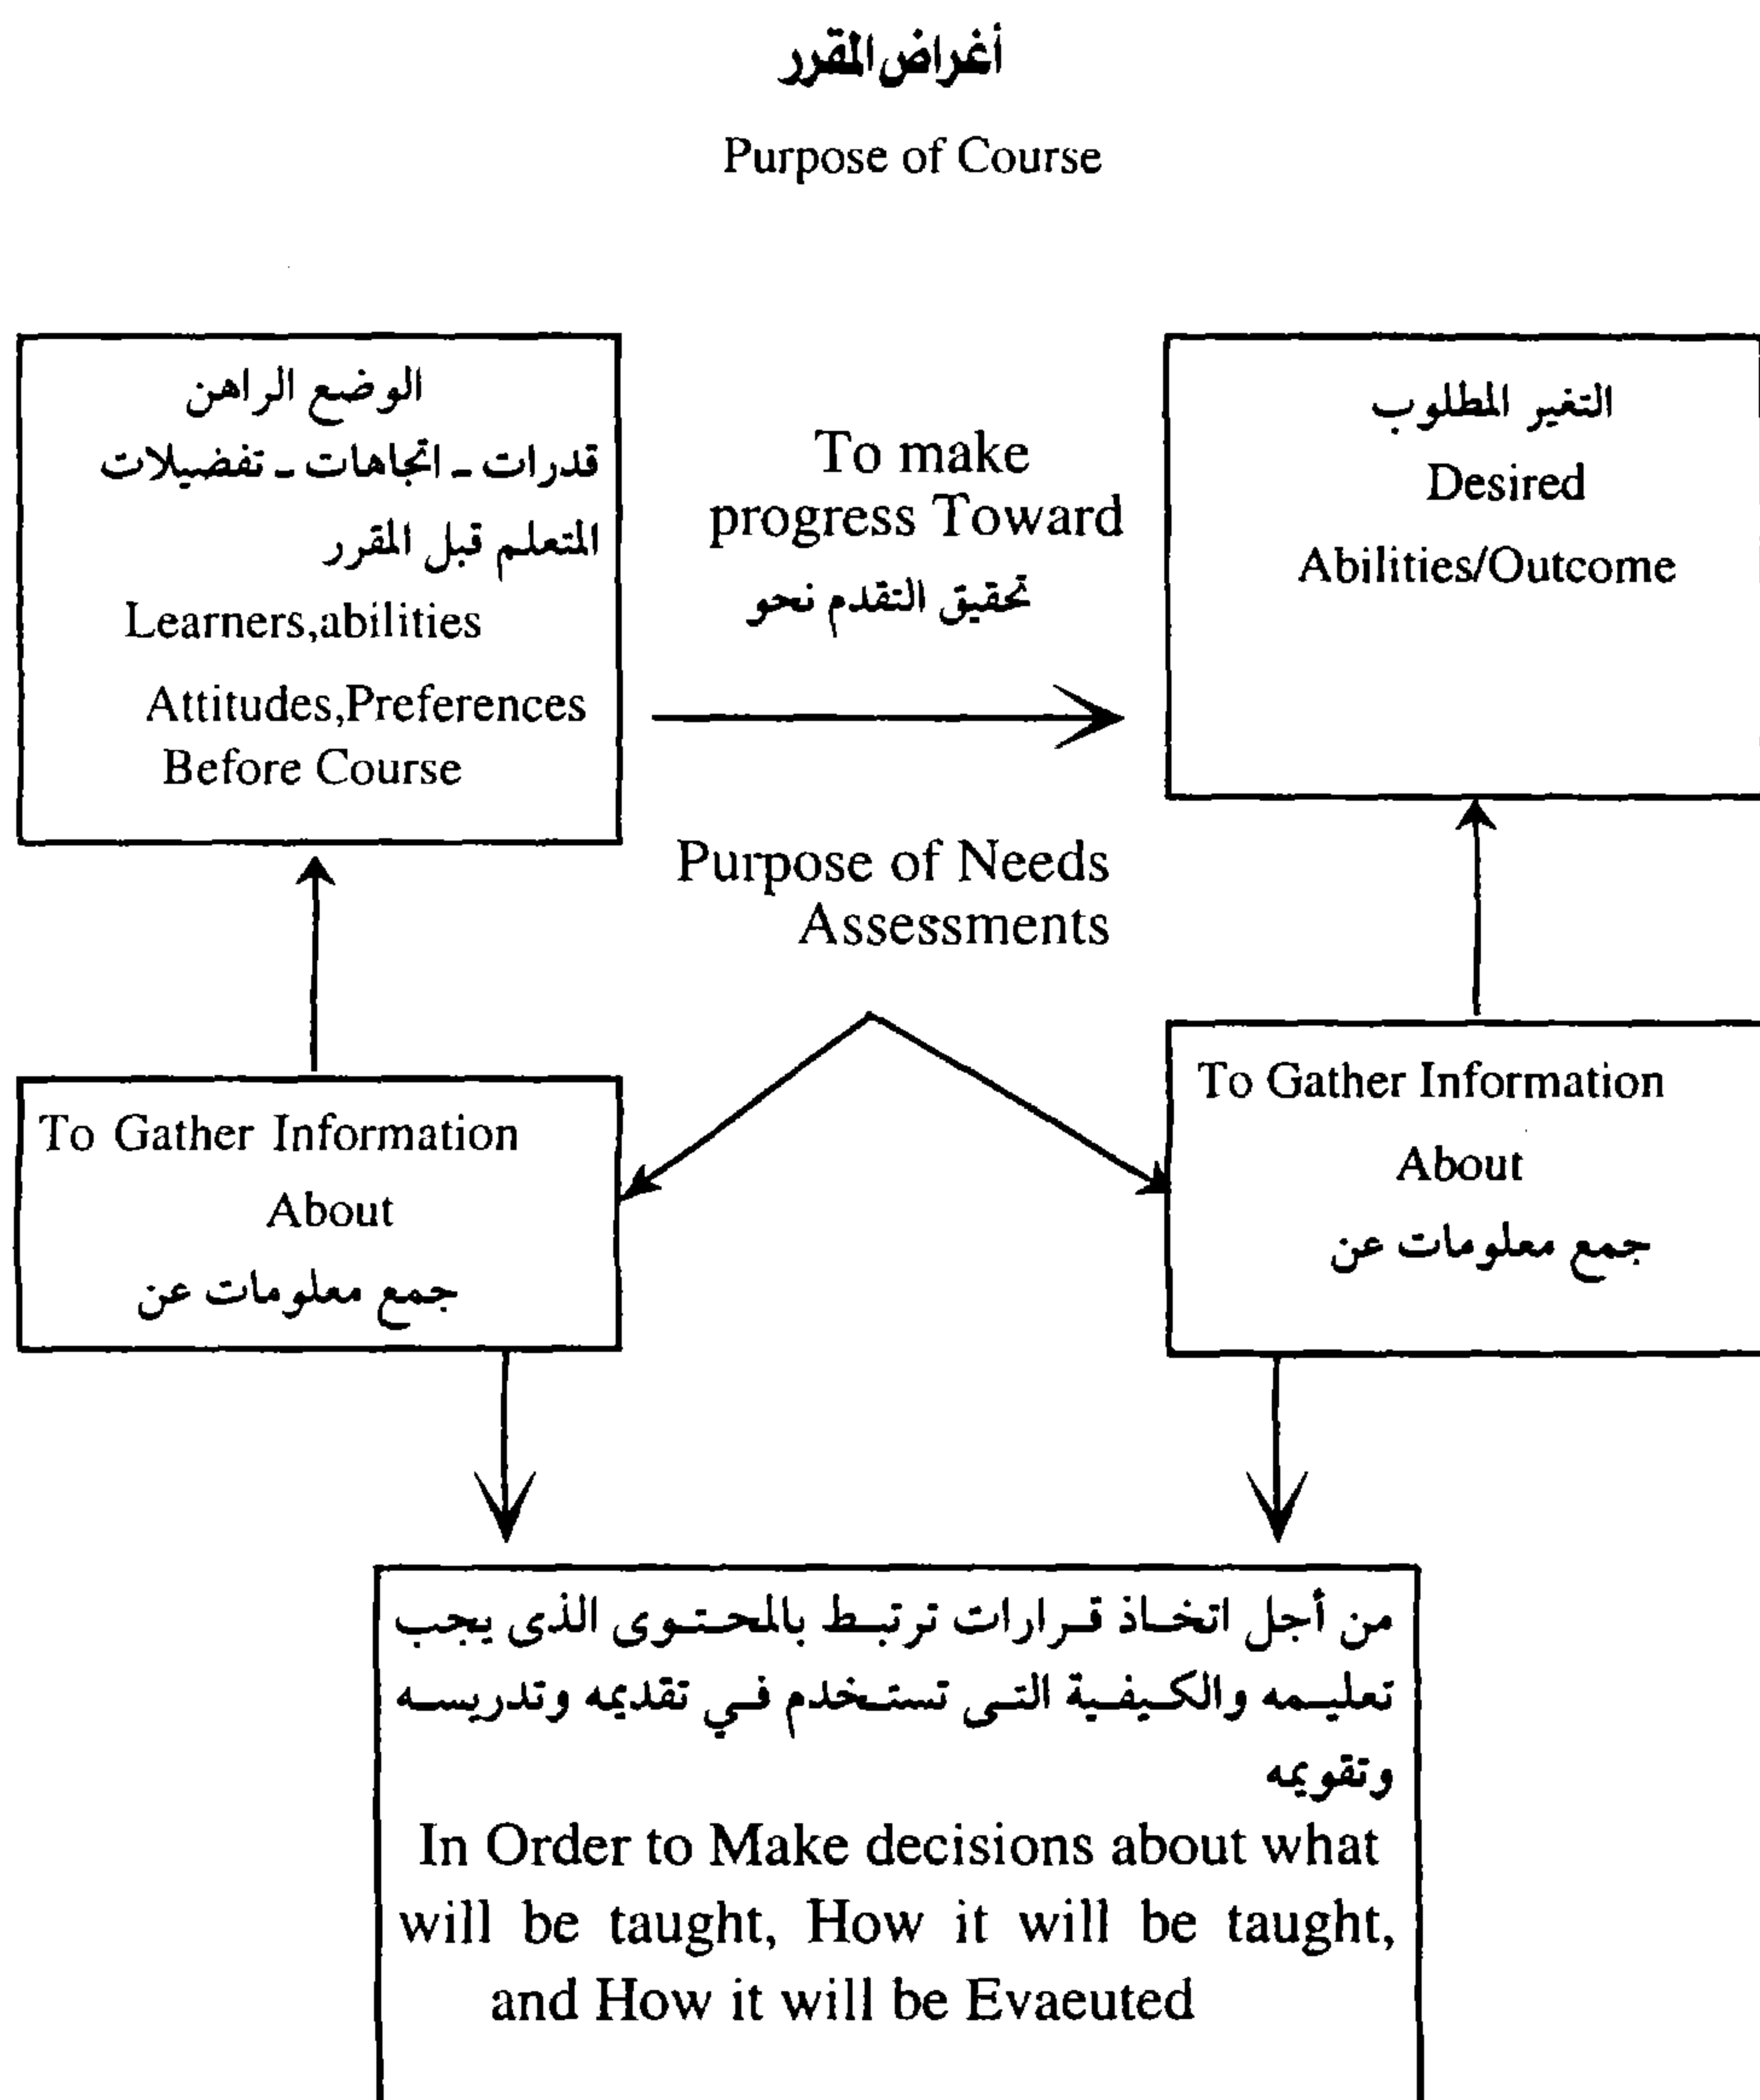 أغراض المقرر
Purpose of Course
الوضع الراهن
قدرات ـ اتجاهات ـ تفضيلات
المتعلم قبل المقرر
Learners,abilities
Attitudes,Preferences
Before Course
To make
progress Toward
تحقيق التقدم نحو
التغير المطلوب
Desired
Abilities/Outcome
Purpose of Needs
Assessments
To Gather Information
About
جمع معلومات عن
To Gather Information
About
جمع معلومات عن
من أجل اتخاذ قرارات ترتبط بالمحتوى الذى يجب
تعليمه والكيفية التى تستخدم في تقديمه وتدريسه
وتقويمه
In Order to Make decisions about what
will be taught, How it will be taught,
and How it will be Evaeuted